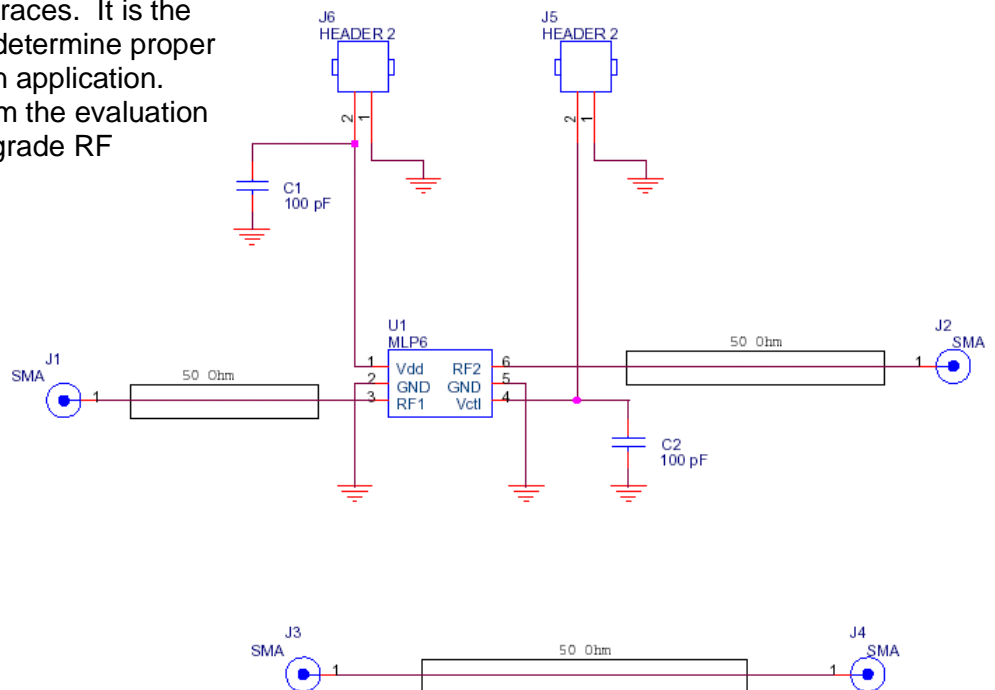 races. It is the
determine proper
n application.
m the evaluation
grade RF
J6
HEADER 2
2
1
J5
HEADER 2
2
1
C1
100 pF
U1
MLP6
1
Vdd
RF2
6
2
GND
GND
5
3
RF1
Vctl
4
J1
SMA
1
50 Ohm
50 Ohm
J2
SMA
1
C2
100 pF
J3
SMA
1
50 Ohm
J4
SMA
1